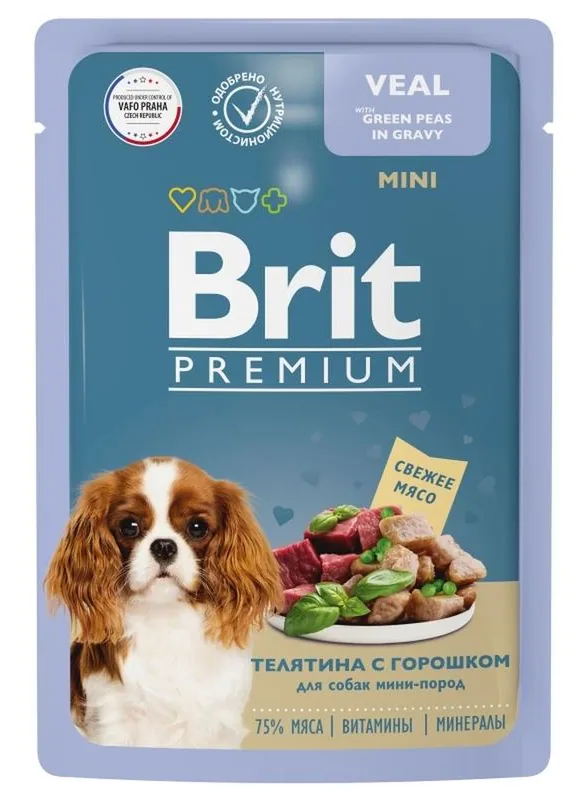 PRODUCED UNDER CONTROL OF
VAFO PRAHA
CZECH REPUBLIC
ОДОБРЕНО НУТРИЦИОНИСТОМ
VEAL
WITH GREEN PEAS
IN GRAVY
MINI
Brit
PREMIUM
СВЕЖЕЕ
МЯСО
ТЕЛЯТИНА С ГОРОШКОМ
для собак мини-пород
75% МЯСА | ВИТАМИНЫ | МИНЕРАЛЫ